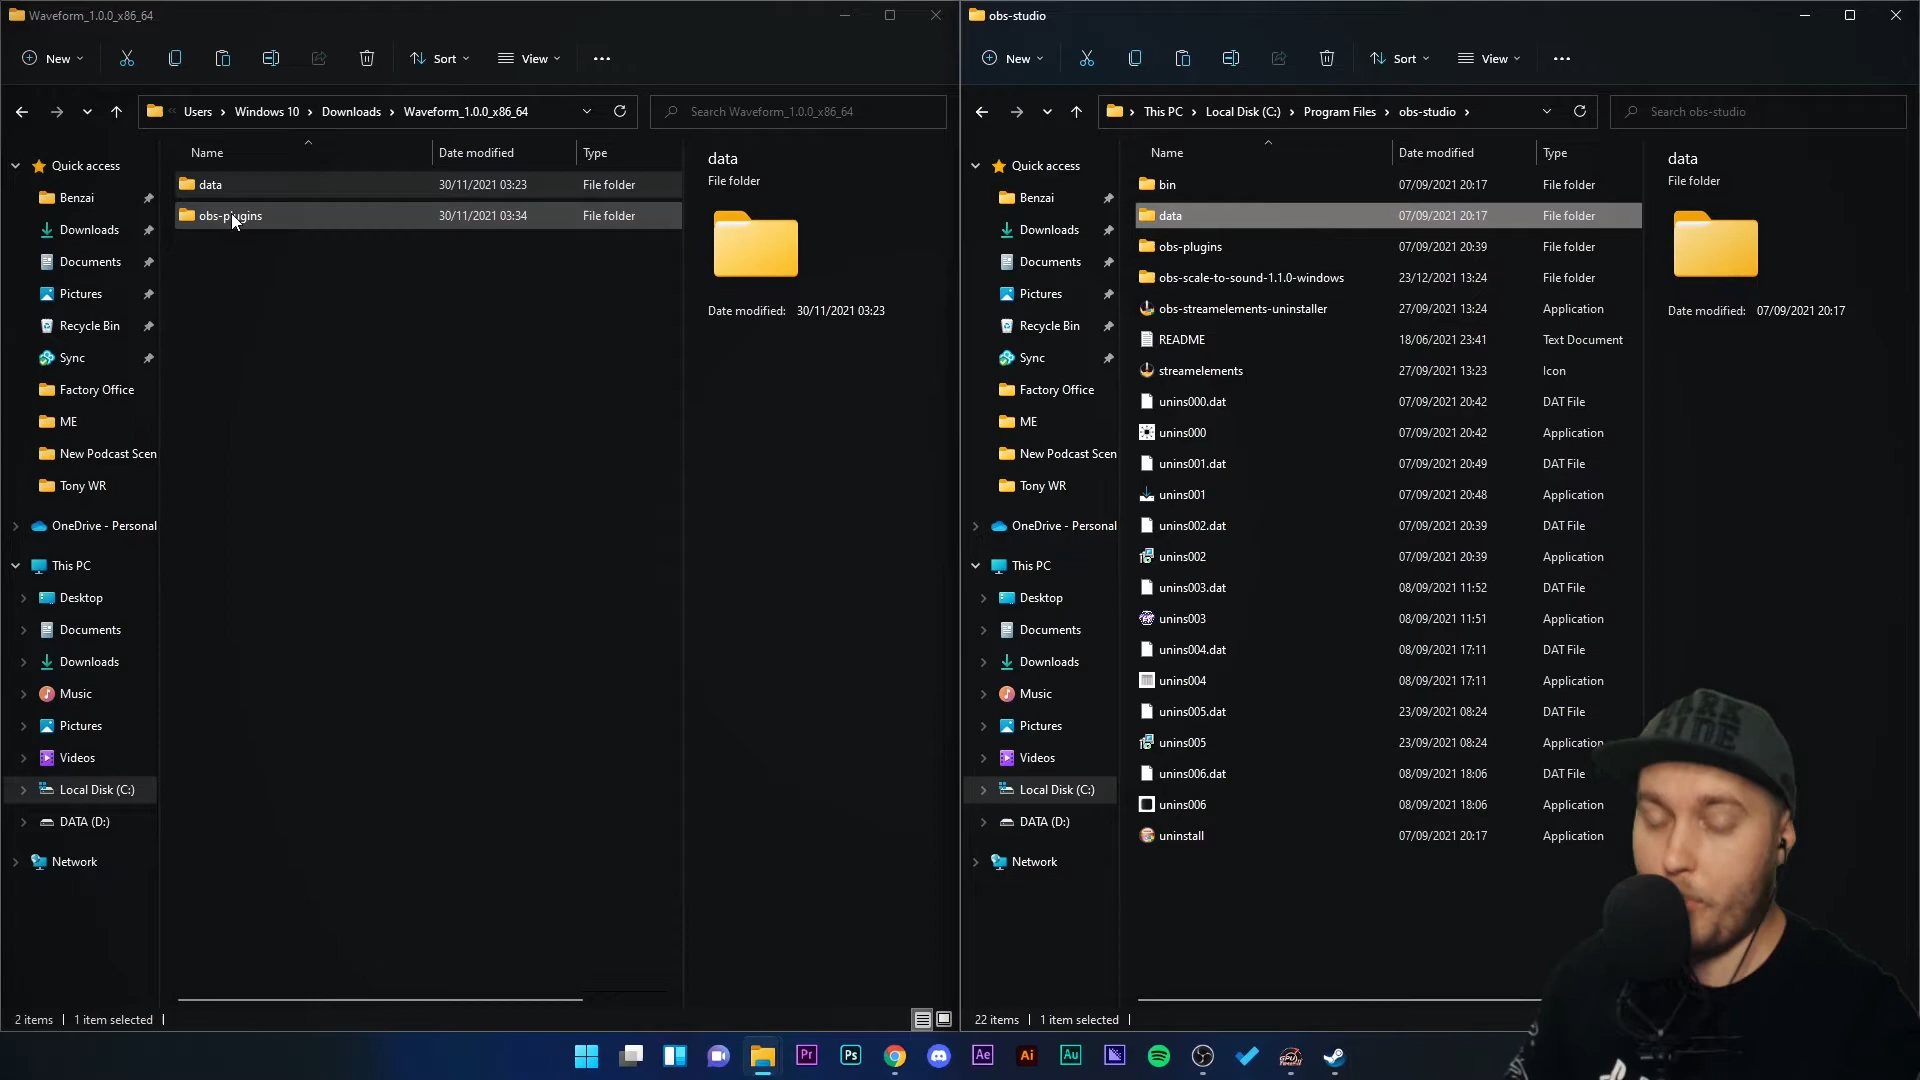 Waveform_1.0.0_x86_64
New
Sort
View
Users > Windows 10 > Downloads > Waveform_1.0.0_x86_64
Search Waveform_1.0.0_x86_64
Name
Date modified
Type
Quick access
Benzai
Downloads
Documents
Pictures
Recycle Bin
Sync
Factory Office
ME
New Podcast Scen
Tony WR
OneDrive - Personal
This PC
Desktop
Documents
Downloads
Music
Pictures
Videos
Local Disk (C:)
DATA (D:)
Network
data 30/11/2021 03:23 File folder
obs-plugins 30/11/2021 03:34 File folder
data
File folder
Date modified: 30/11/2021 03:23
2 items
1 item selected
obs-studio
New
Sort
View
This PC > Local Disk (C:) > Program Files > obs-studio >
Search obs-studio
Name
Date modified
Type
Quick access
Benzai
Downloads
Documents
Pictures
Recycle Bin
Sync
Factory Office
ME
New Podcast Scen
Tony WR
OneDrive - Personal
This PC
Desktop
Documents
Downloads
Music
Pictures
Videos
Local Disk (C:)
DATA (D:)
Network
bin 07/09/2021 20:17 File folder
data 07/09/2021 20:17 File folder
obs-plugins 07/09/2021 20:39 File folder
obs-scale-to-sound-1.1.0-windows 23/12/2021 13:24 File folder
obs-streamelements-uninstaller 27/09/2021 13:24 Application
README 18/06/2021 23:41 Text Document
streamelements 27/09/2021 13:23 Icon
unins000.dat 07/09/2021 20:42 DAT File
unins000 07/09/2021 20:42 Application
unins001.dat 07/09/2021 20:49 DAT File
unins001 07/09/2021 20:48 Application
unins002.dat 07/09/2021 20:39 DAT File
unins002 07/09/2021 20:39 Application
unins003.dat 08/09/2021 11:52 DAT File
unins003 08/09/2021 11:51 Application
unins004.dat 08/09/2021 17:11 DAT File
unins004 08/09/2021 17:11 Application
unins005.dat 23/09/2021 08:24 DAT File
unins005 23/09/2021 08:24 Application
unins006.dat 08/09/2021 18:06 DAT File
unins006 08/09/2021 18:06 Application
uninstall 07/09/2021 20:17 Application
data
File folder
Date modified: 07/09/2021 20:17
22 items
1 item selected
Pr
Ps
Ae
Ai
Au